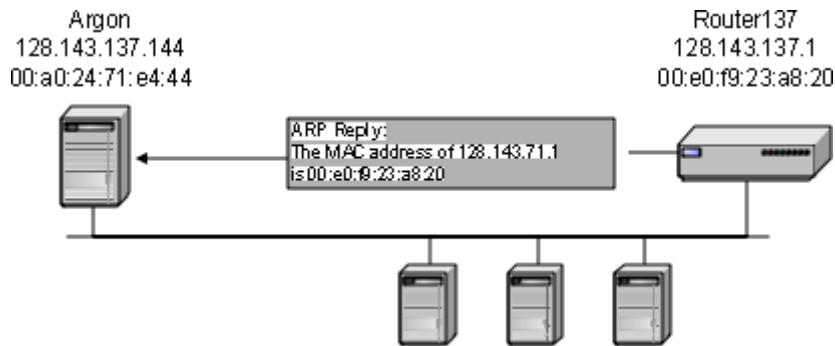 Argon
128.143.137.144
00:a0:24:71:e4:44
Router137
128.143.137.1
00:e0:f9:23:a8:20
ARP Reply:
The MAC address of 128.143.71.1
is 00:e0:f9:23:a8:20